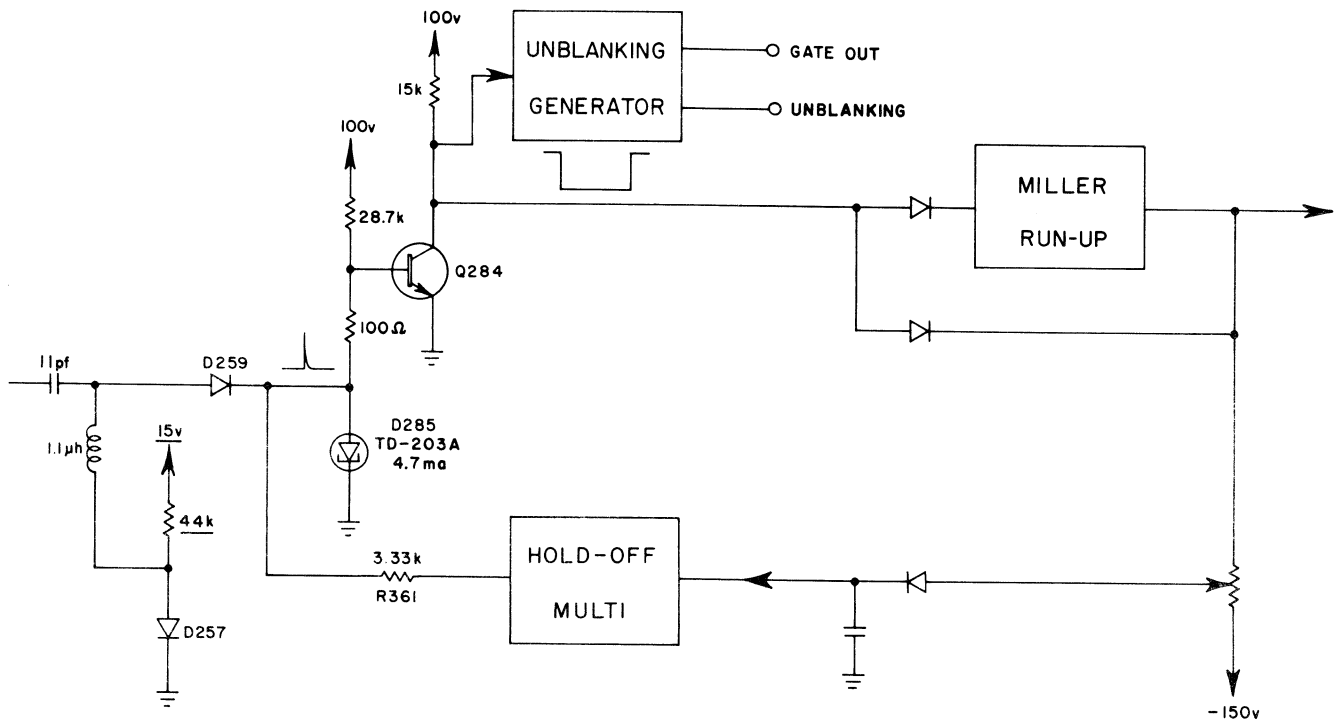 100v
UNBLANKING
GENERATOR
GATE OUT
UNBLANKING
15k
100v
28.7k
Q284
MILLER
RUN-UP
100Ω
11pf
D259
1.1μh
15v
D285
TD-203A
4.7ma
44k
3.33k
R361
HOLD-OFF
MULTI
D257
-150v